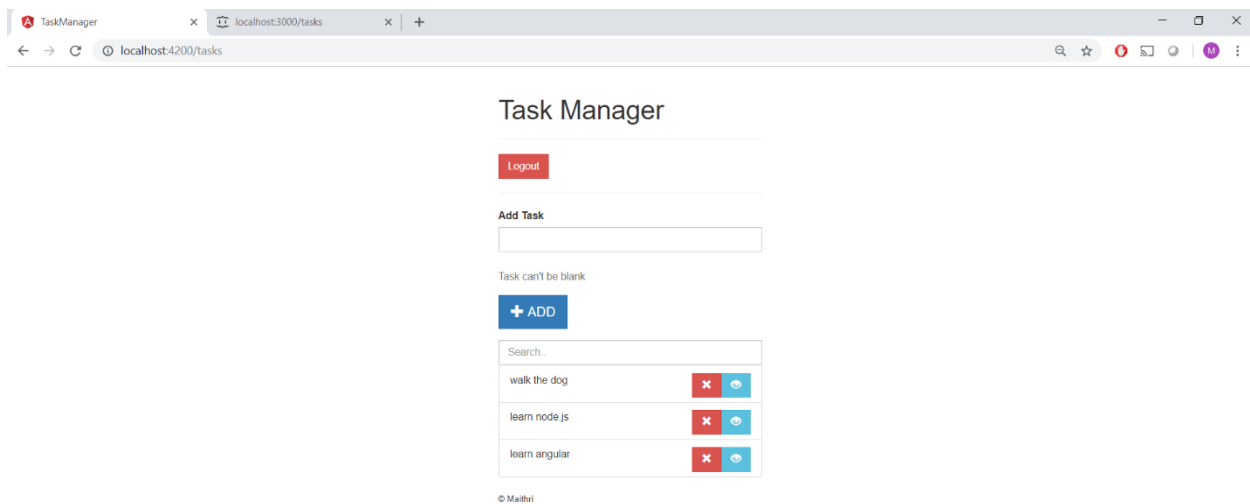 TaskManager
localhost:3000/tasks
localhost:4200/tasks
M
Task Manager
Logout
Add Task
Task can't be blank
ADD
Search..
walk the dog
learn node.js
learn angular
© Maithri